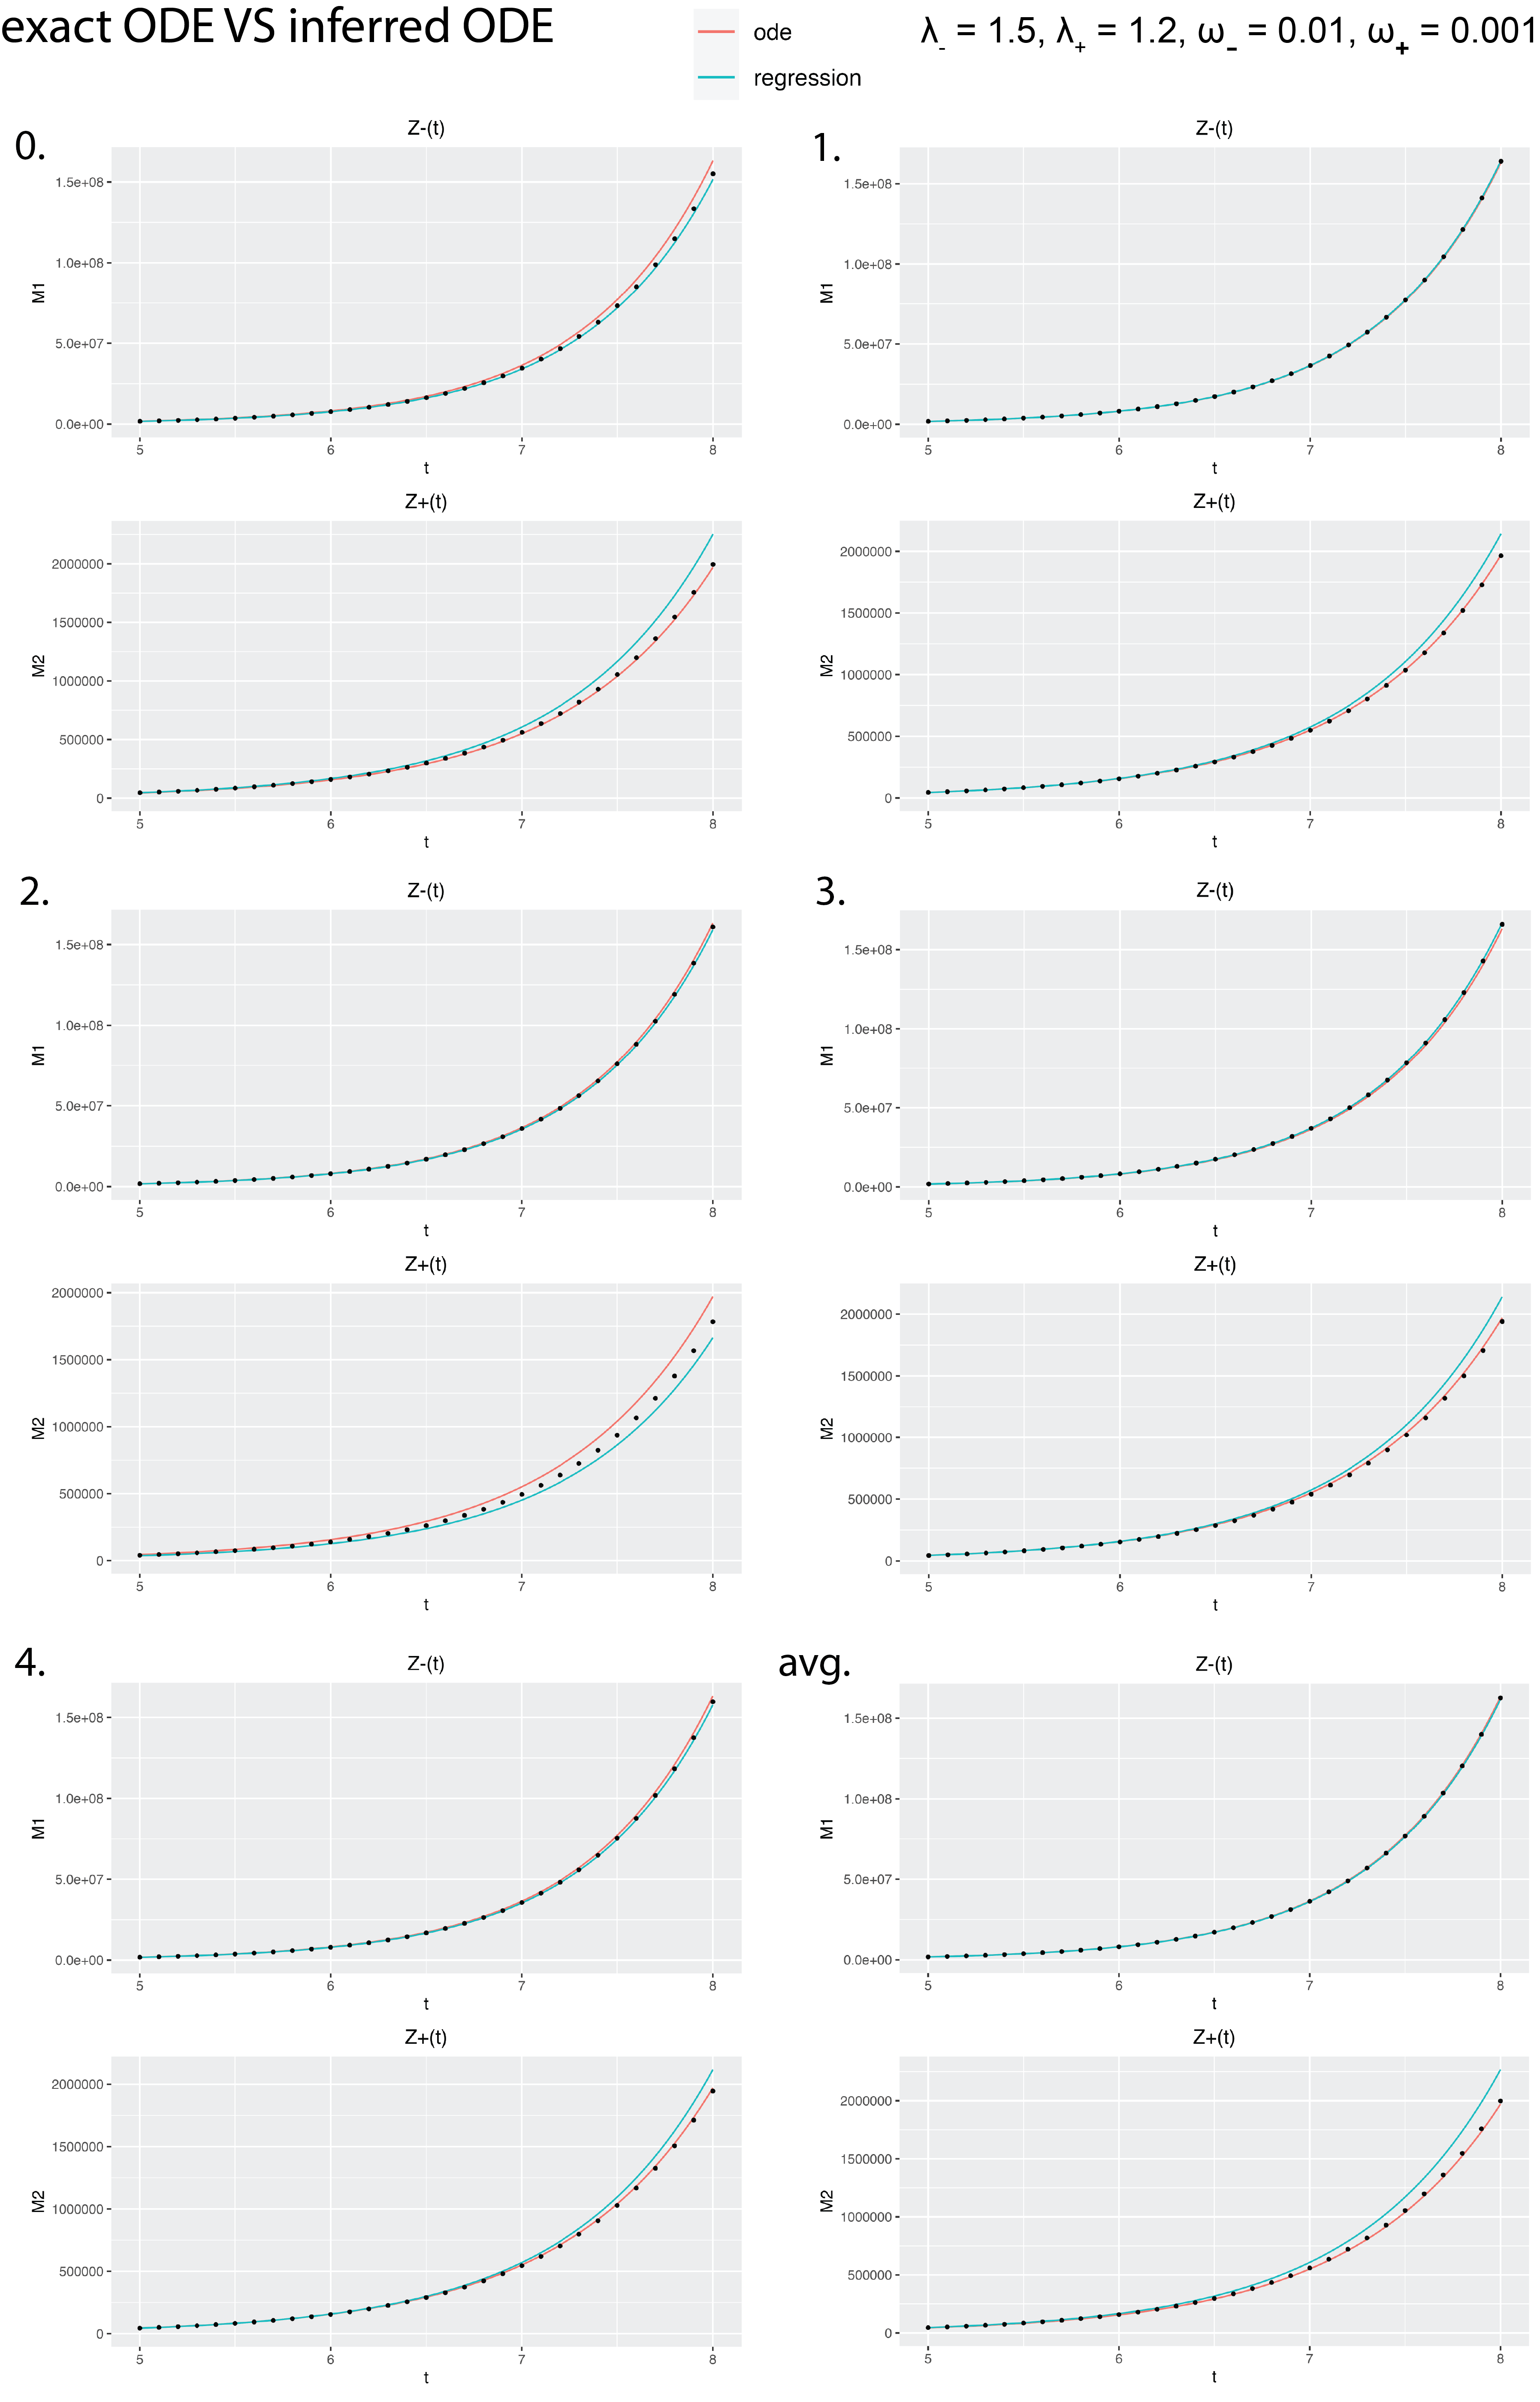 exact ODE VS inferred ODE
ode
regression
λ- = 1.5, λ+ = 1.2, ω- = 0.01, ω+ = 0.001
0.
Z-(t)
M1
1.5e+08
1.0e+08
5.0e+07
0.0e+00
5 6 7 8
t
Z+(t)
M2
2000000
1500000
1000000
500000
0
5 6 7 8
t
1.
Z-(t)
M1
1.5e+08
1.0e+08
5.0e+07
0.0e+00
5 6 7 8
t
Z+(t)
M2
2000000
1500000
1000000
500000
0
5 6 7 8
t
2.
Z-(t)
M1
1.5e+08
1.0e+08
5.0e+07
0.0e+00
5 6 7 8
t
Z+(t)
M2
2000000
1500000
1000000
500000
0
5 6 7 8
t
3.
Z-(t)
M1
1.5e+08
1.0e+08
5.0e+07
0.0e+00
5 6 7 8
t
Z+(t)
M2
2000000
1500000
1000000
500000
0
5 6 7 8
t
4.
Z-(t)
M1
1.5e+08
1.0e+08
5.0e+07
0.0e+00
5 6 7 8
t
Z+(t)
M2
2000000
1500000
1000000
500000
0
5 6 7 8
t
avg.
Z-(t)
M1
1.5e+08
1.0e+08
5.0e+07
0.0e+00
5 6 7 8
t
Z+(t)
M2
2000000
1500000
1000000
500000
0
5 6 7 8
t